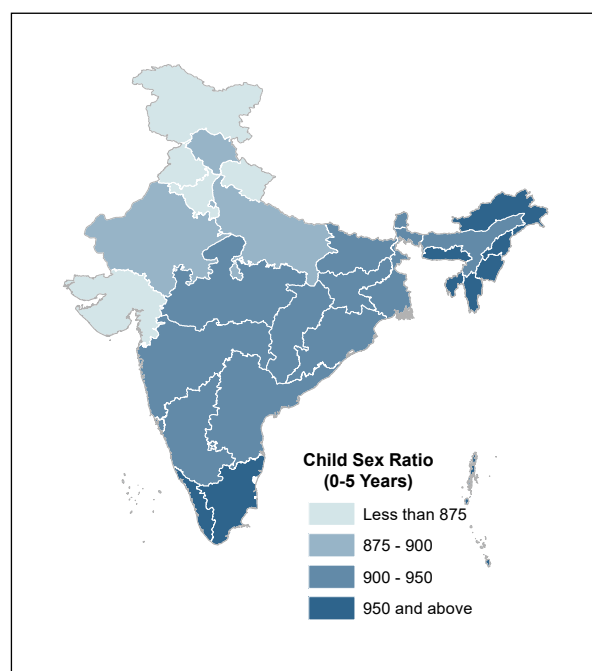 Child Sex Ratio
(0-5 Years)
Less than 875
875 - 900
900 - 950
950 and above